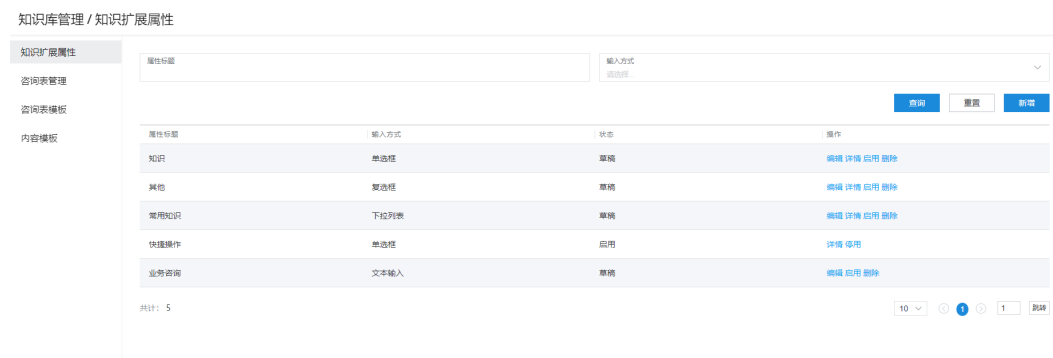 知识库管理 / 知识扩展属性
知识扩展属性
咨询表管理
咨询表模板
内容模板
属性标题
输入方式
请选择...
查询 重置 新增
属性标题 输入方式 状态 操作
知识 单选框 草稿 编辑 详情 启用 删除
其他 复选框 草稿 编辑 详情 启用 删除
常用知识 下拉列表 草稿 编辑 详情 启用 删除
快捷操作 单选框 启用 详情 停用
业务咨询 文本输入 草稿 编辑 启用 删除
共计: 5 10 1 1 跳转